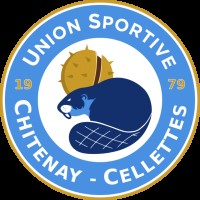 UNION SPORTIVE
19 79
CHITENAY - CELLETTES